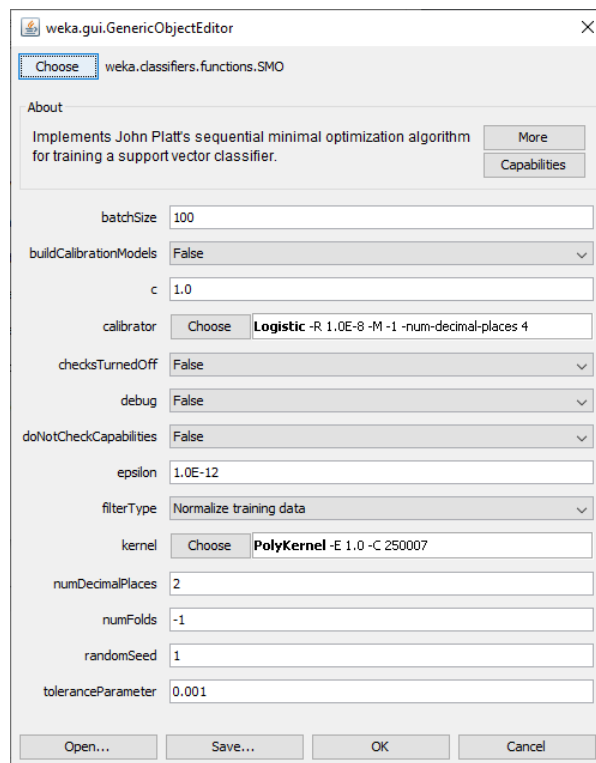 weka.gui.GenericObjectEditor
Choose weka.classifiers.functions.SMO
About
Implements John Platt's sequential minimal optimization algorithm
for training a support vector classifier.
More
Capabilities
batchSize 100
buildCalibrationModels False
c 1.0
calibrator Choose Logistic -R 1.0E-8 -M -1 -num-decimal-places 4
checksTurnedOff False
debug False
doNotCheckCapabilities False
epsilon 1.0E-12
filterType Normalize training data
kernel Choose PolyKernel -E 1.0 -C 250007
numDecimalPlaces 2
numFolds -1
randomSeed 1
toleranceParameter 0.001
Open... Save... OK Cancel